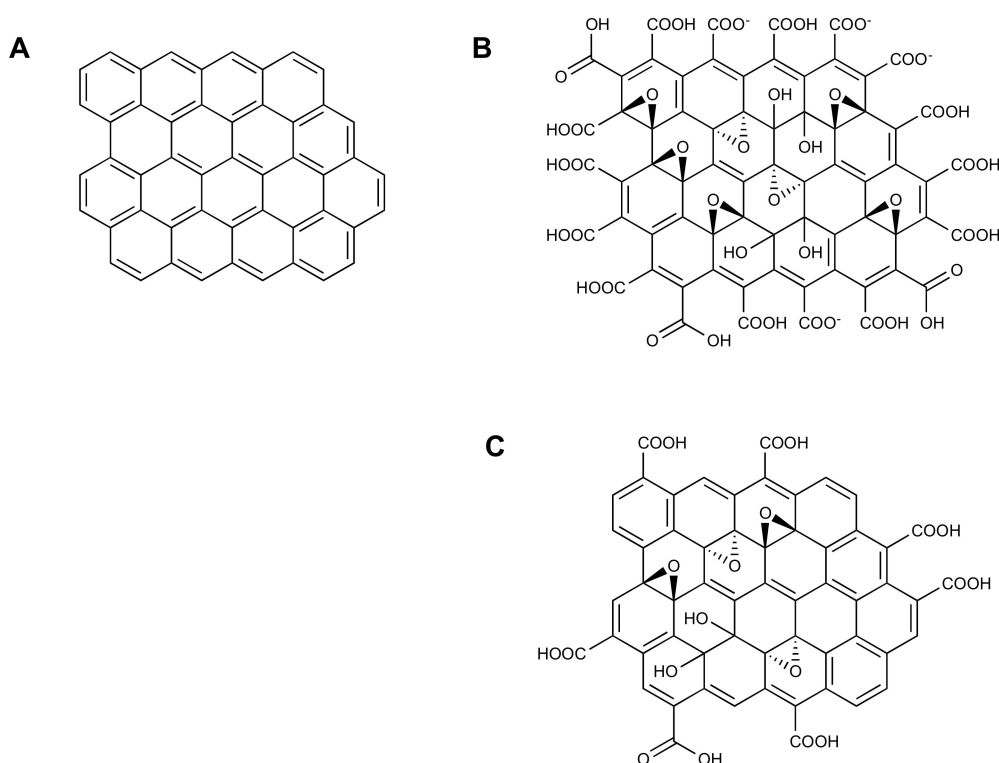 A
B
OH COOH COO⁻ COOH COO⁻
O COO⁻
O OH O
HOOC COOH
O OH
HOOC O COOH
O
O O
HOOC HO OH COOH
HOOC O
COOH COO⁻ COOH OH
O OH
C
COOH COOH
O COOH
O O
COOH
HO
HOOC
HO O
COOH
O OH